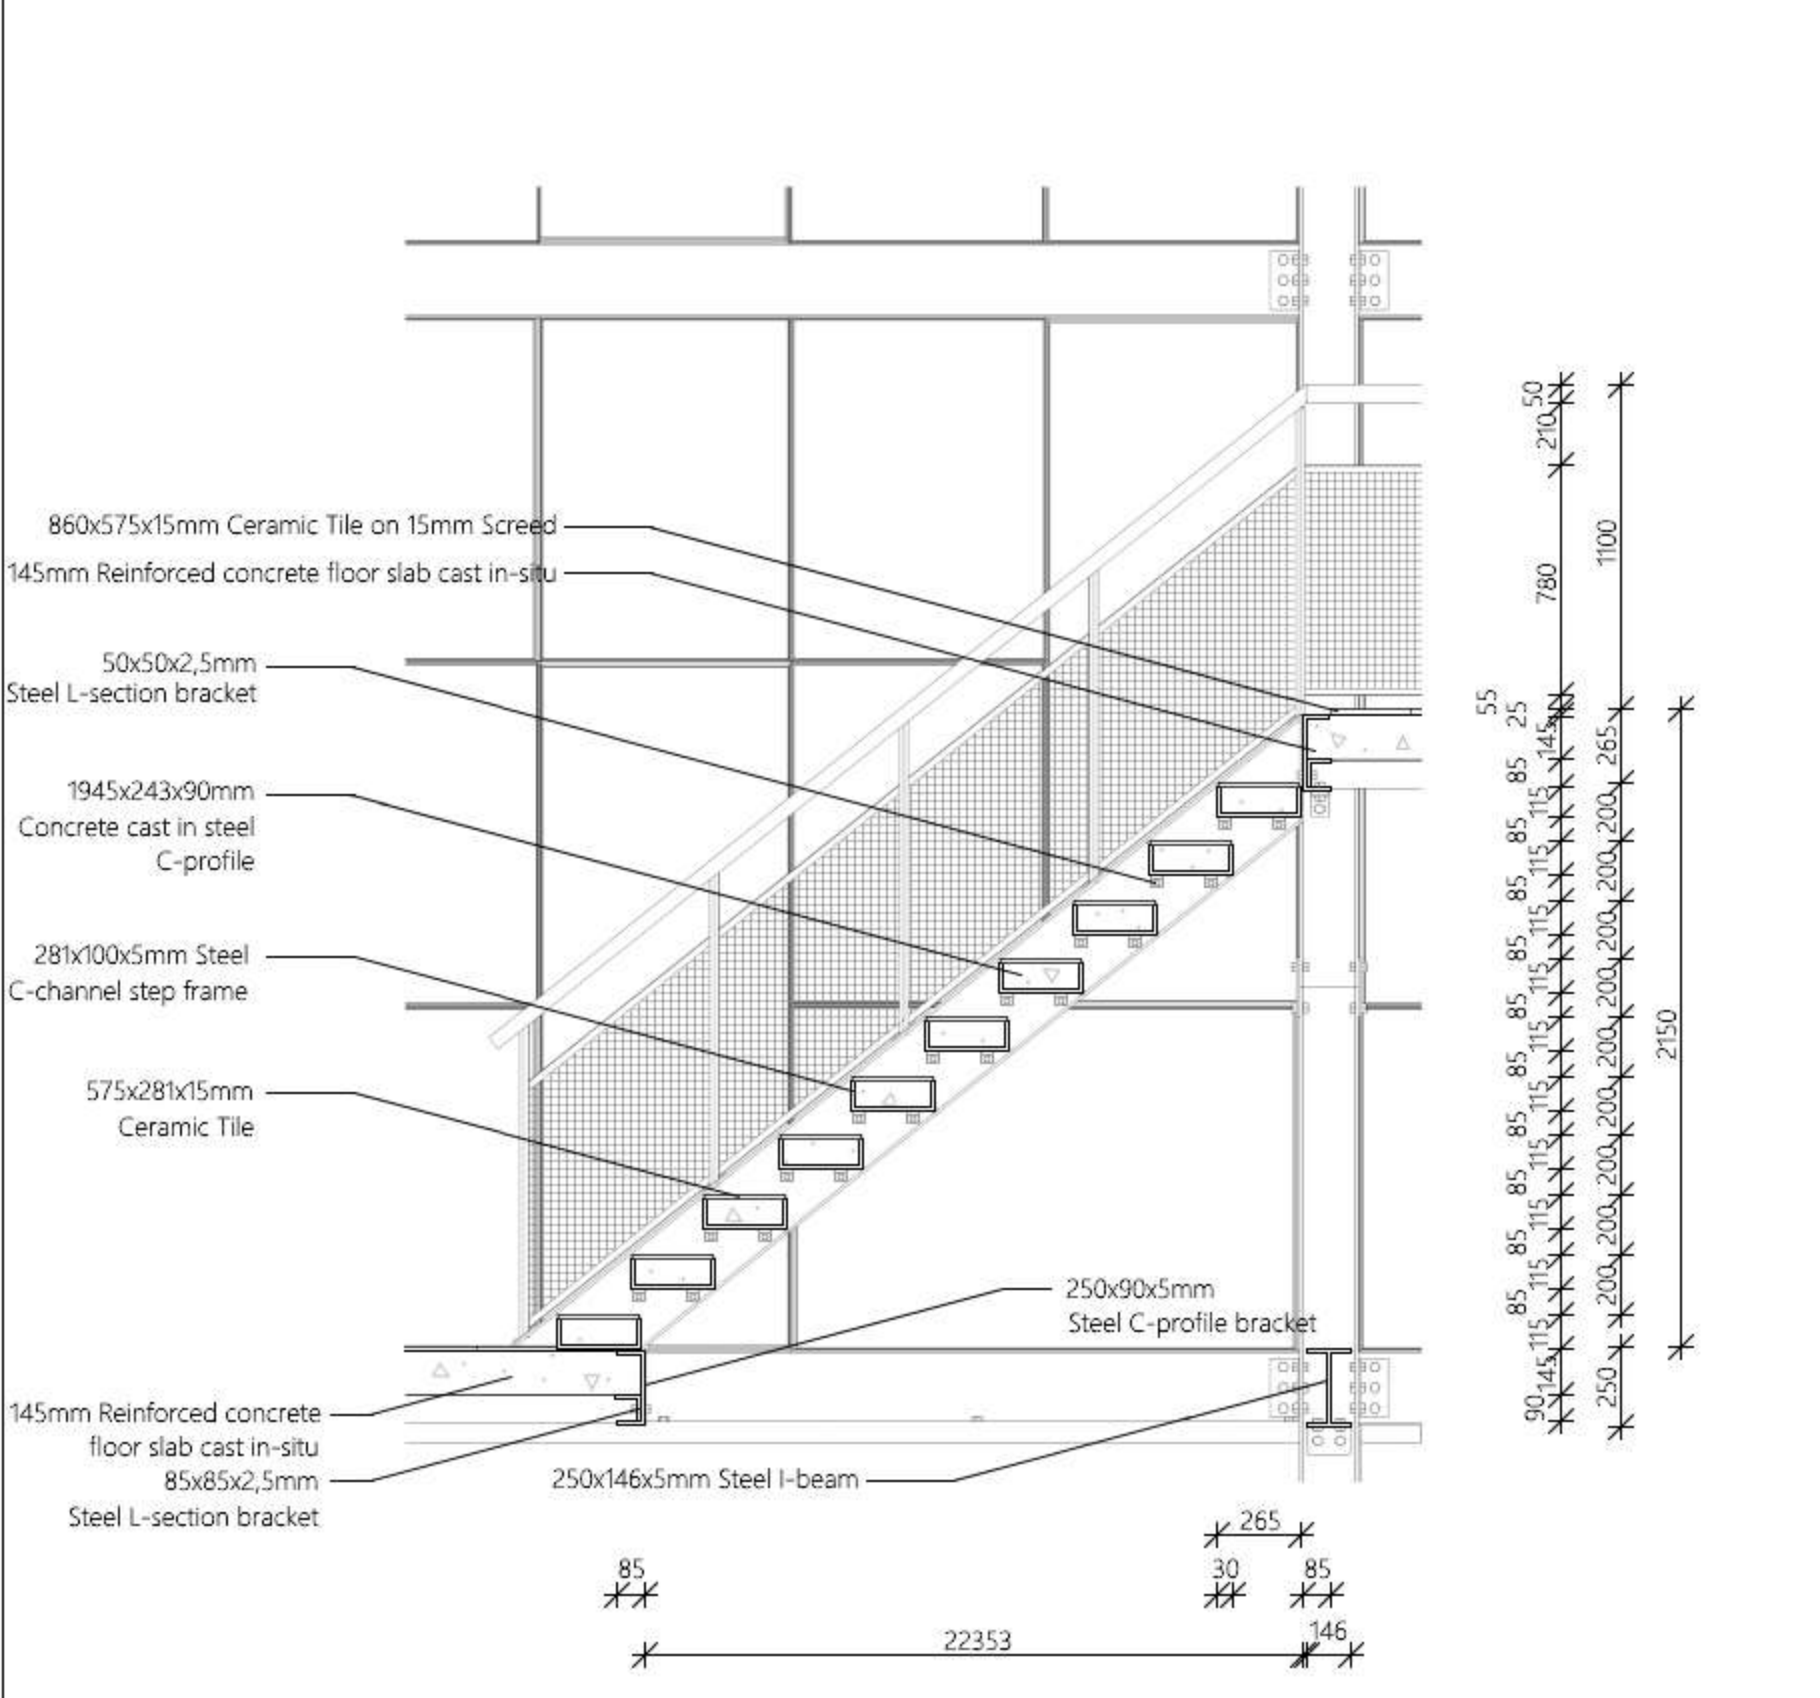 860x575x15mm Ceramic Tile on 15mm Screed
145mm Reinforced concrete floor slab cast in-situ
50x50x2,5mm
Steel L-section bracket
1945x243x90mm
Concrete cast in steel
C-profile
281x100x5mm Steel
C-channel step frame
575x281x15mm
Ceramic Tile
250x90x5mm
Steel C-profile bracket
145mm Reinforced concrete
floor slab cast in-situ
85x85x2,5mm
Steel L-section bracket
250x146x5mm Steel I-beam
50
210
780
55
25
145
85
115
85
115
85
115
85
115
85
115
85
115
85
115
85
115
85
115
85
115
145
90
1100
265
200
200
200
200
200
200
200
200
200
250
2150
265
85
30
85
22353
146